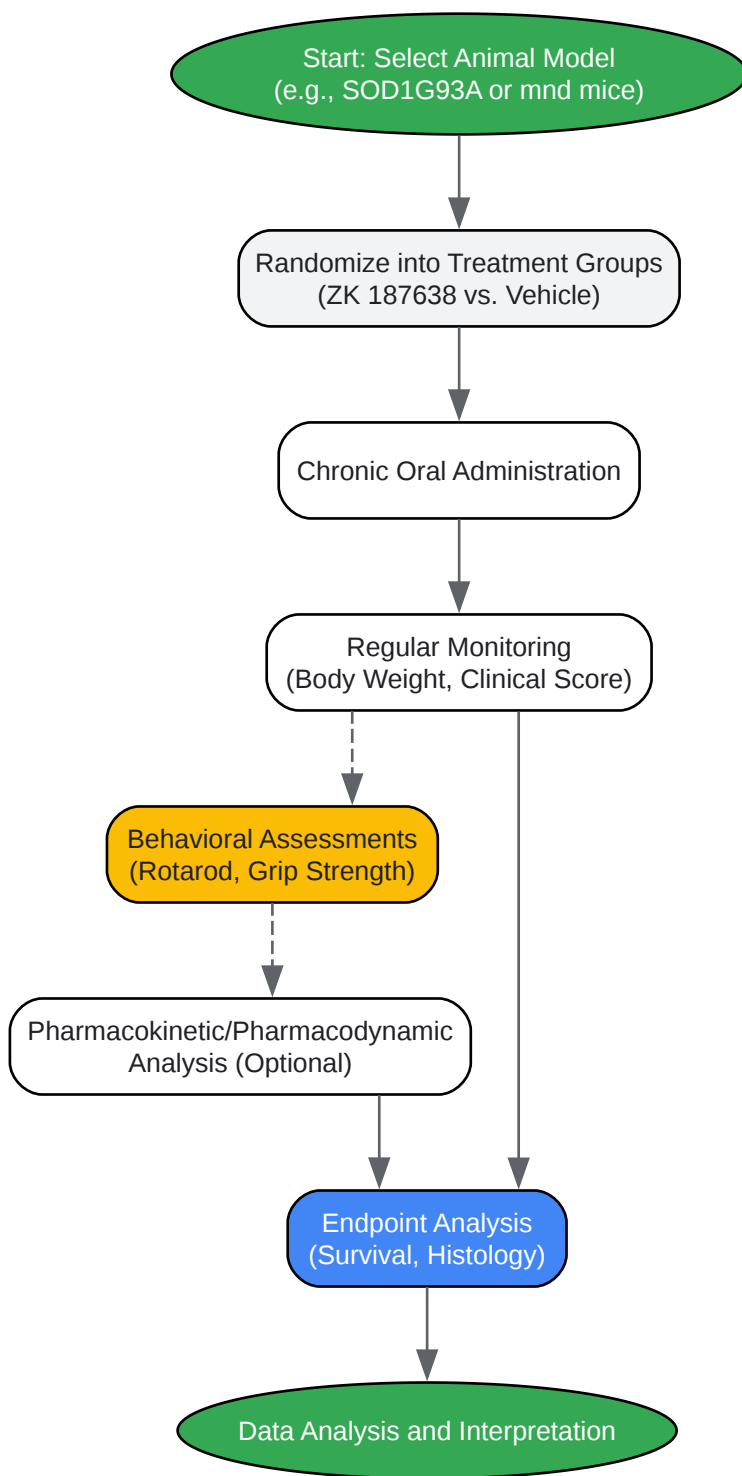 Start: Select Animal Model
(e.g., SOD1G93A or mnd mice)
Randomize into Treatment Groups
(ZK 187638 vs. Vehicle)
Chronic Oral Administration
Regular Monitoring
(Body Weight, Clinical Score)
Behavioral Assessments
(Rotarod, Grip Strength)
Pharmacokinetic/Pharmacodynamic
Analysis (Optional)
Endpoint Analysis
(Survival, Histology)
Data Analysis and Interpretation